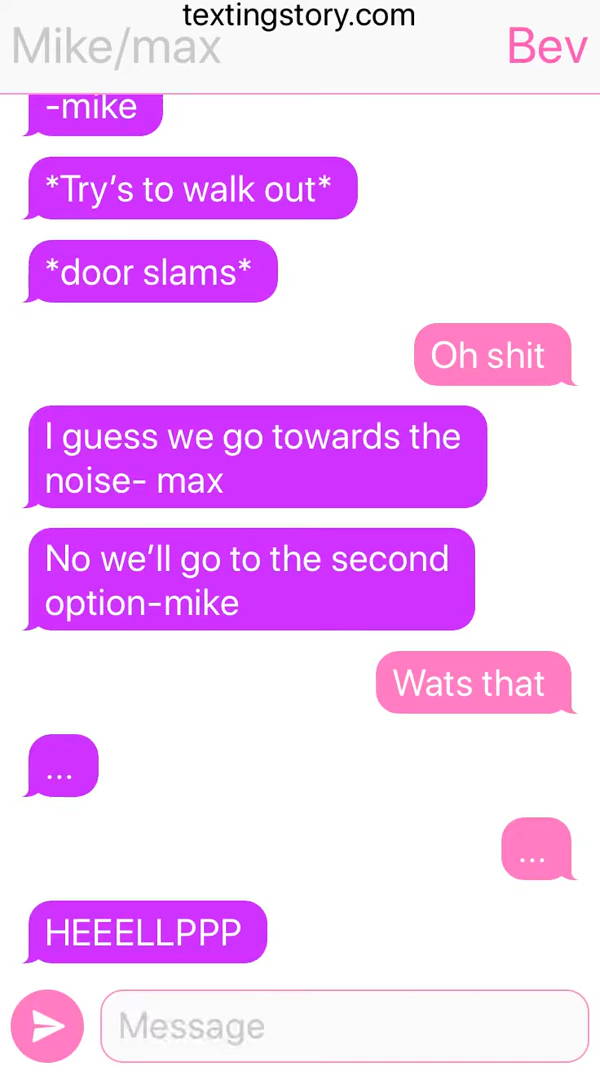 textingstory.com
Mike/max
Bev
-mike
*Try’s to walk out*
*door slams*
Oh shit
I guess we go towards the
noise- max
No we’ll go to the second
option-mike
Wats that
...
...
HEEELLPPP
Message